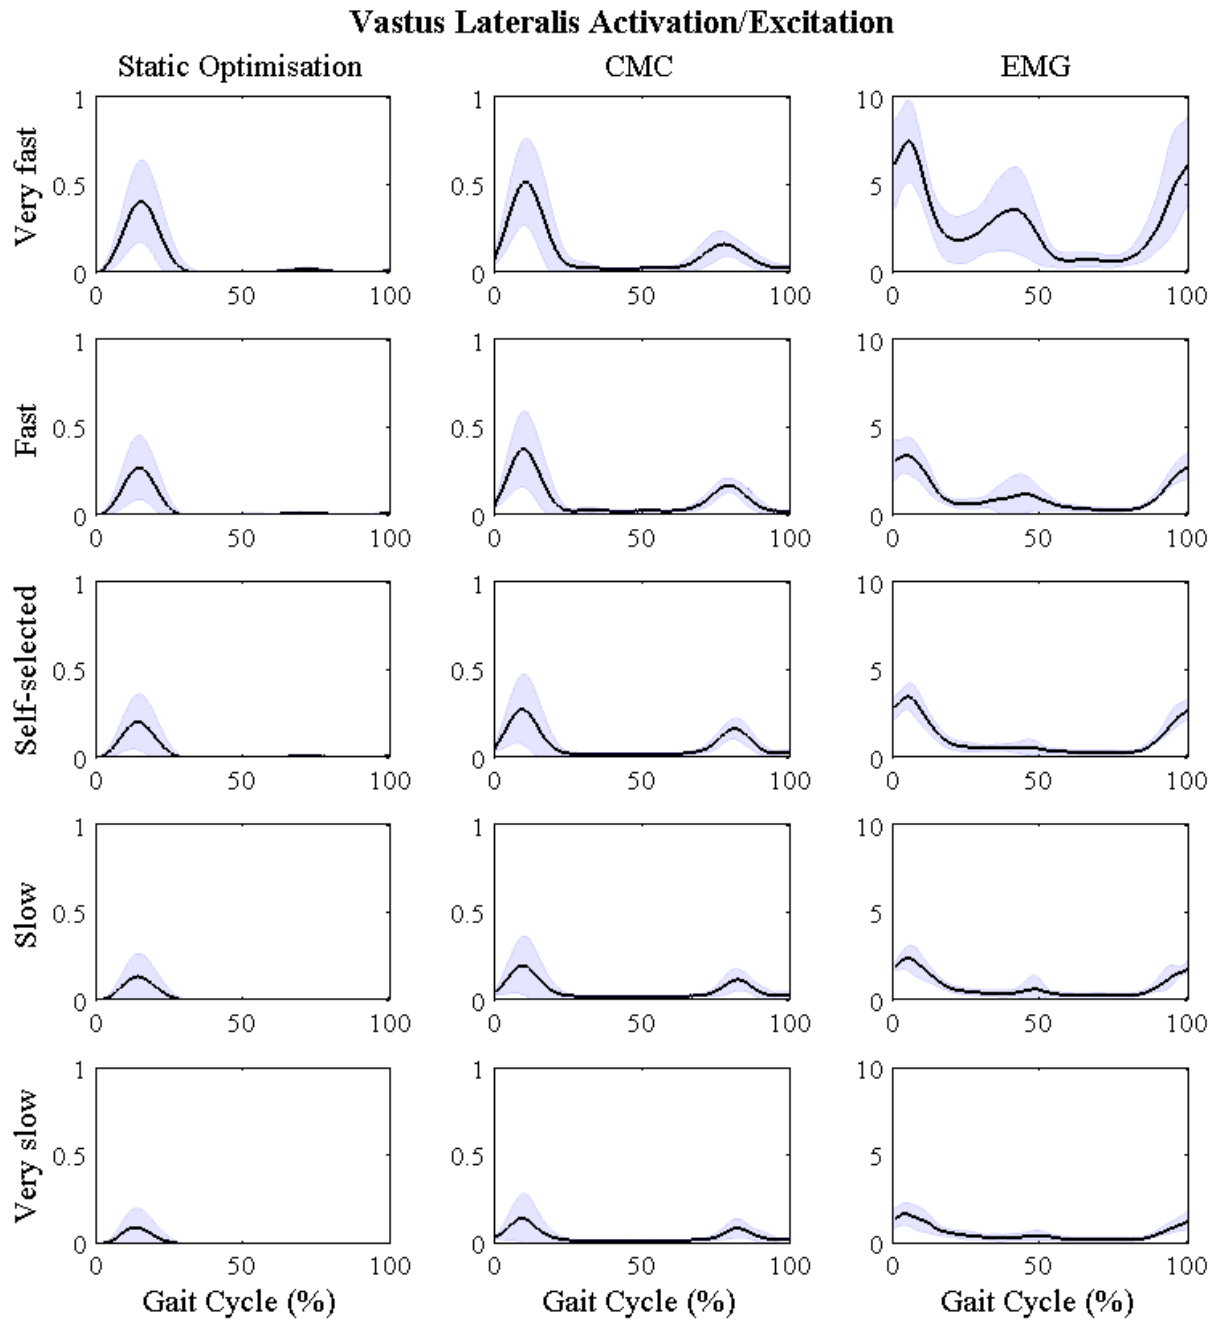 Vastus Lateralis Activation/Excitation
Static Optimisation CMC EMG
Very fast
1 0.5 0 0 50 100
1 0.5 0 0 50 100
10 5 0 0 50 100
Fast
1 0.5 0 0 50 100
1 0.5 0 0 50 100
10 5 0 0 50 100
Self-selected
1 0.5 0 0 50 100
1 0.5 0 0 50 100
10 5 0 0 50 100
Slow
1 0.5 0 0 50 100
1 0.5 0 0 50 100
10 5 0 0 50 100
Very slow
1 0.5 0 0 50 100
1 0.5 0 0 50 100
10 5 0 0 50 100
Gait Cycle (%) Gait Cycle (%) Gait Cycle (%)